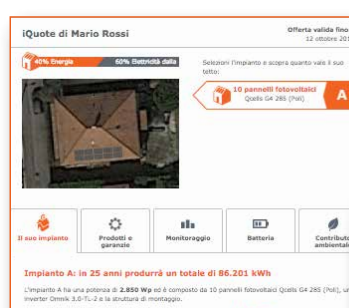 iQuote di Mario Rossi
Offerta valida fino
12 ottobre 201
40% Energia
60% Elettricità dalla
Selezioni l'impianto e scopra quanto vale il suo
tetto:
10 pannelli fotovoltaici
Qcells G4 285 (Poli)
A
Il suo impianto
Prodotti e
garanzie
Monitoraggio
Batteria
Contributo
ambientale
Impianto A: in 25 anni produrrà un totale di 86.201 kWh
L'impianto A ha una potenza di 2.850 Wp ed è composto da 10 pannelli fotovoltaici Qcells G4 285 (Poli), un
inverter Omnik 3.0-TL-2 e la struttura di montaggio.